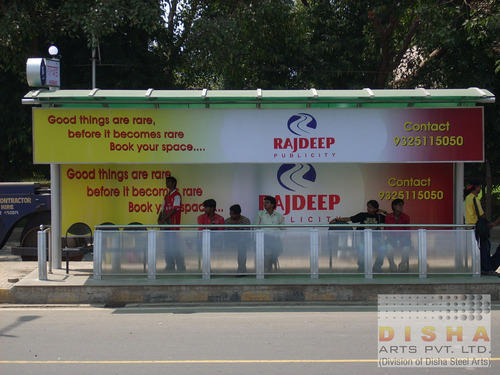 Good things are rare,
before it becomes rare
Book your space....
RAJDEEP
PUBLICITY
Contact
9325115050
Good things are rare,
before it becom rare
Book y space....
RAJDEEP
PUBLICITY
Contact
9325115050
CONTRACTOR
HIRE
DISHA
ARTS PVT. LTD.
(Division of Disha Steel Arts)